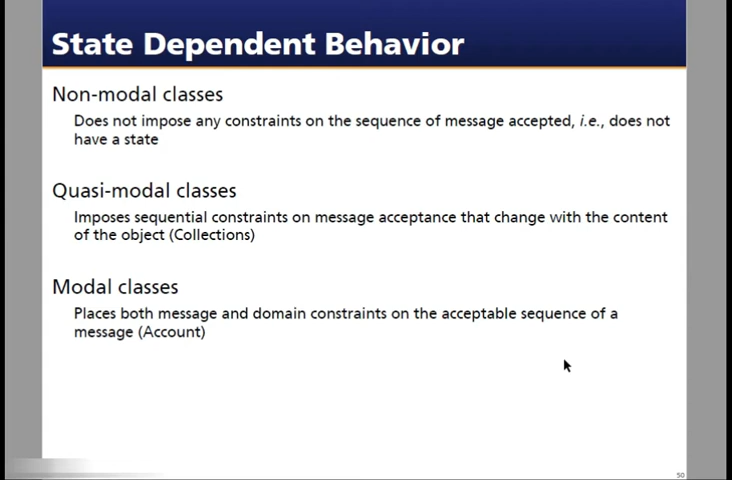 State Dependent Behavior
Non-modal classes
Does not impose any constraints on the sequence of message accepted, i.e., does not
have a state
Quasi-modal classes
Imposes sequential constraints on message acceptance that change with the content
of the object (Collections)
Modal classes
Places both message and domain constraints on the acceptable sequence of a
message (Account)
50